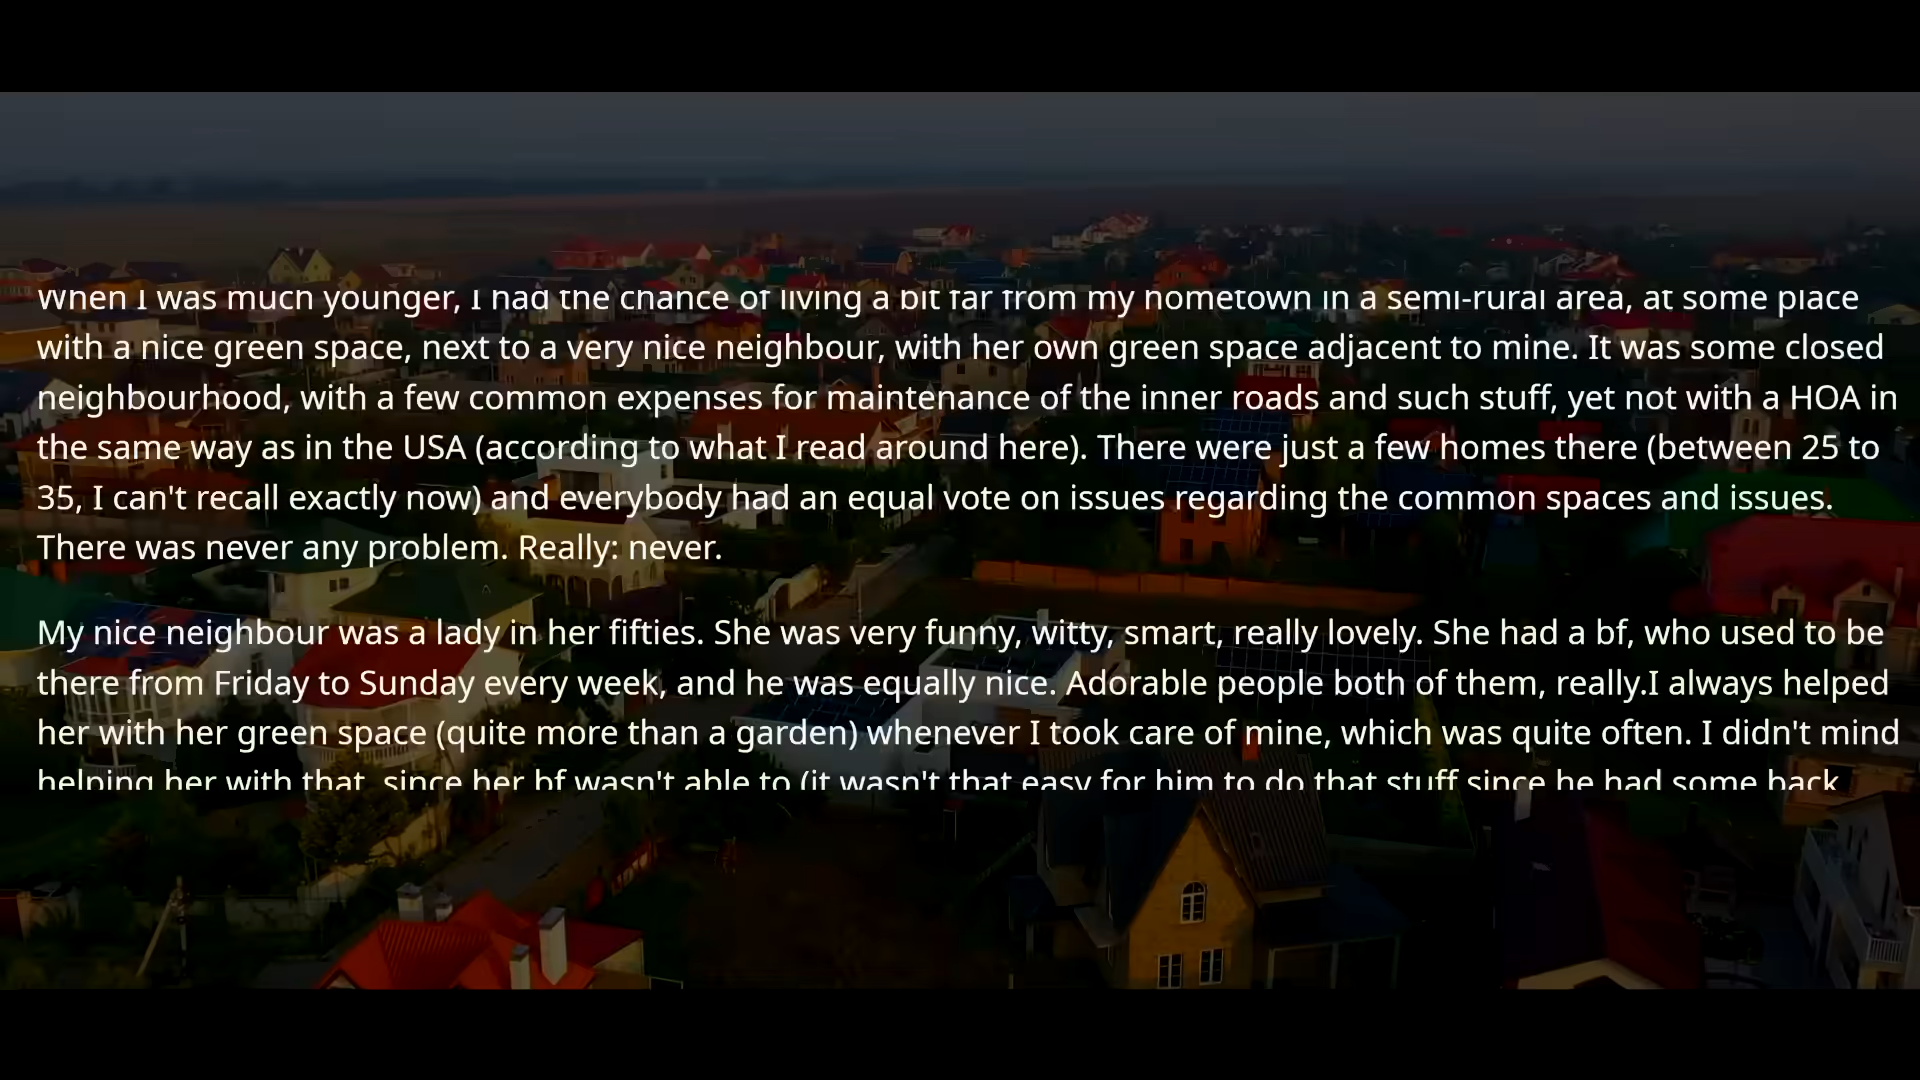 When I was much younger, I had the chance of living a bit far from my hometown in a semi-rural area, at some place
with a nice green space, next to a very nice neighbour, with her own green space adjacent to mine. It was some closed
neighbourhood, with a few common expenses for maintenance of the inner roads and such stuff, yet not with a HOA in
the same way as in the USA (according to what I read around here). There were just a few homes there (between 25 to
35, I can't recall exactly now) and everybody had an equal vote on issues regarding the common spaces and issues.
There was never any problem. Really: never.
My nice neighbour was a lady in her fifties. She was very funny, witty, smart, really lovely. She had a bf, who used to be
there from Friday to Sunday every week, and he was equally nice. Adorable people both of them, really.I always helped
her with her green space (quite more than a garden) whenever I took care of mine, which was quite often. I didn't mind
helping her with that, since her bf wasn't able to (it wasn't that easy for him to do that stuff since he had some back